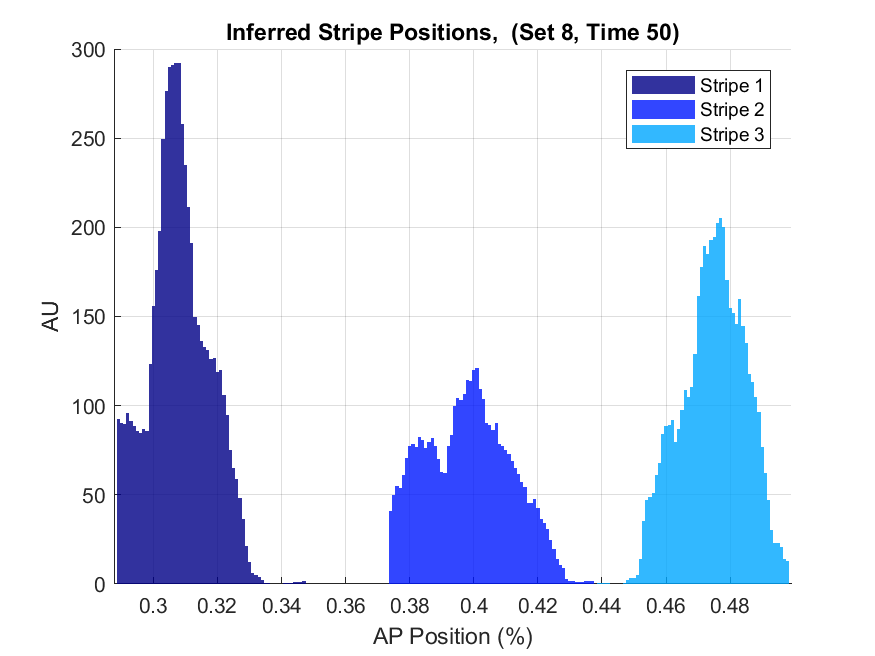 Inferred Stripe Positions,  (Set 8, Time 50)
300
250
200
150
100
50
0
AU
Stripe 1
Stripe 2
Stripe 3
0.3 0.32 0.34 0.36 0.38 0.4 0.42 0.44 0.46 0.48
AP Position (%)